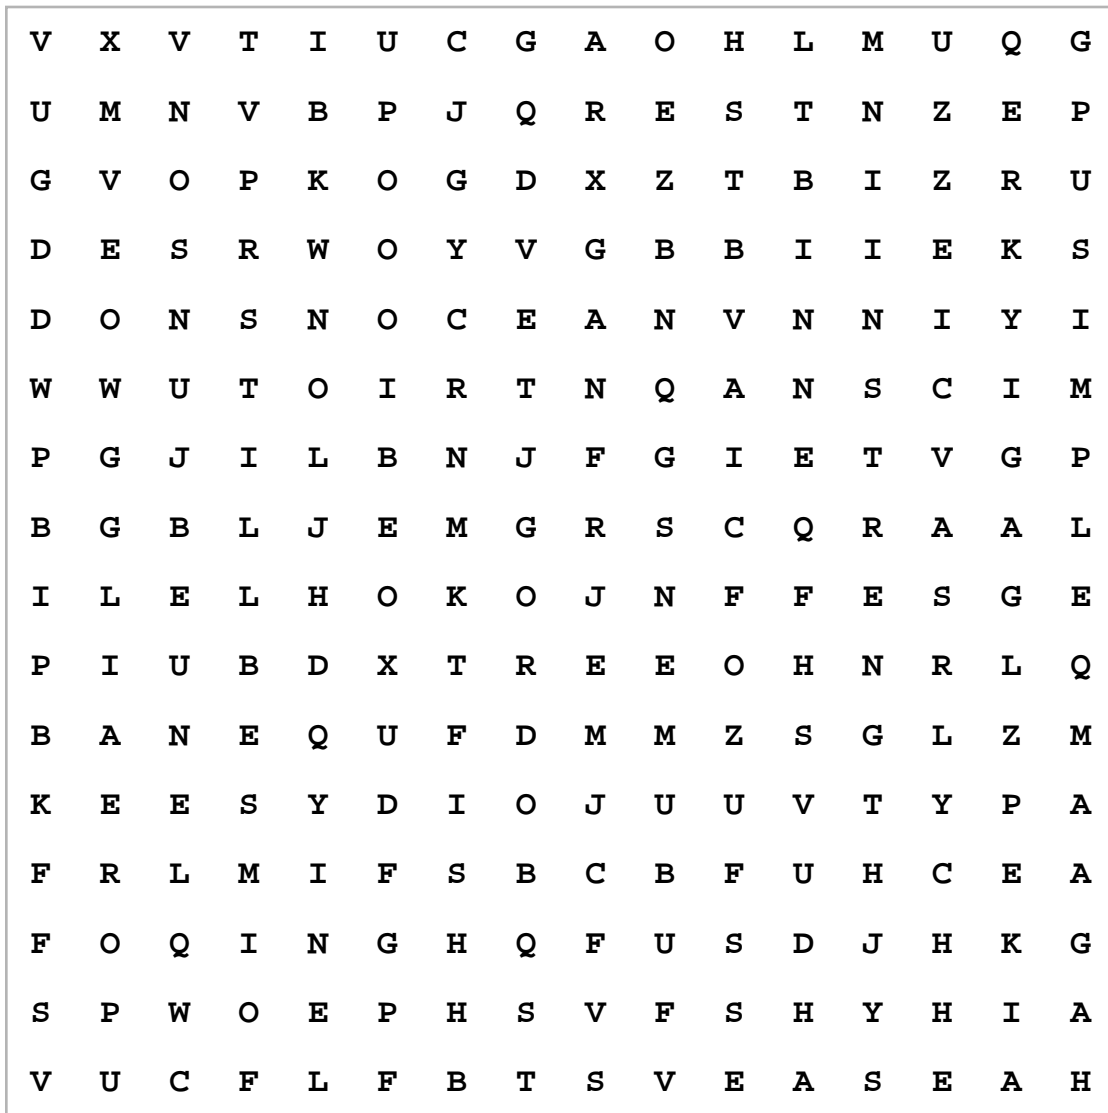 V X V T I U C G A O H L M U Q G
U M N V B P J Q R E S T N Z E P
G V O P K O G D X Z T B I Z R U
D E S R W O Y V G B B I I E K S
D O N S N O C E A N V N N I Y I
W W U T O I R T N Q A N S C I M
P G J I L B N J F G I E T V G P
B G B L J E M G R S C Q R A A L
I L E L H O K O J N F F E S G E
P I U B D X T R E E O H N R L Q
B A N E Q U F D M M Z S G L Z M
K E E S Y D I O J U U V T Y P A
F R L M I F S B C B F U H C E A
F O Q I N G H Q F U S D J H K G
S P W O E P H S V F S H Y H I A
V U C F L F B T S V E A S E A H